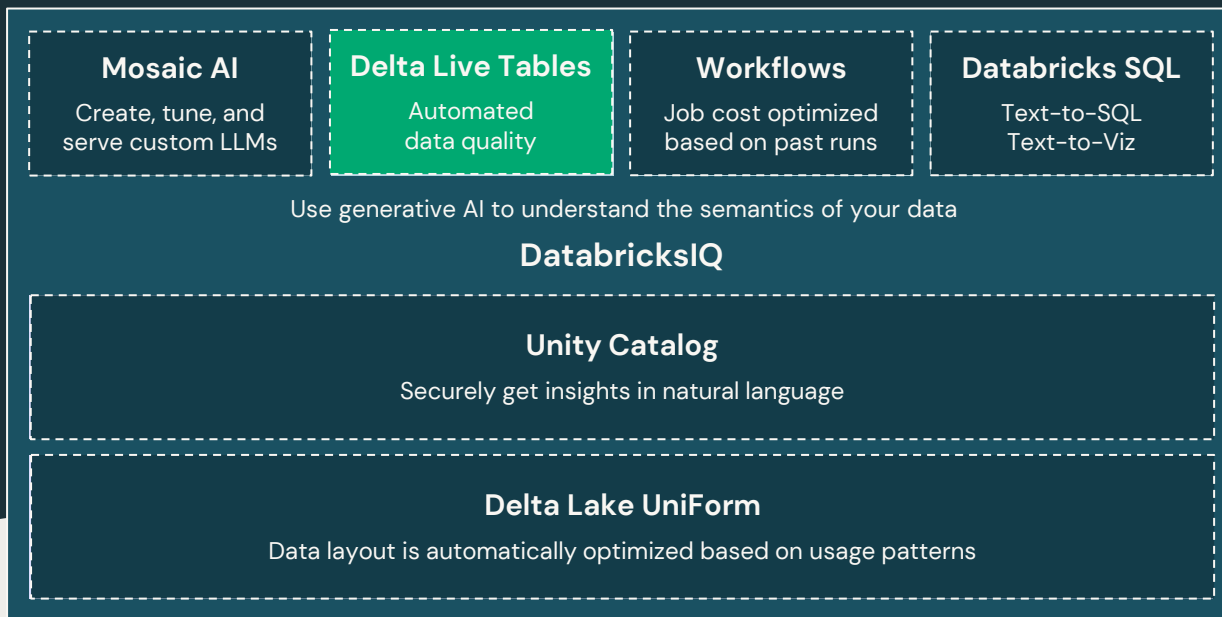 Mosaic AI
Create, tune, and
serve custom LLMs
Delta Live Tables
Automated
data quality
Workflows
Job cost optimized
based on past runs
Databricks SQL
Text-to-SQL
Text-to-Viz
Use generative AI to understand the semantics of your data
DatabricksIQ
Unity Catalog
Securely get insights in natural language
Delta Lake UniForm
Data layout is automatically optimized based on usage patterns